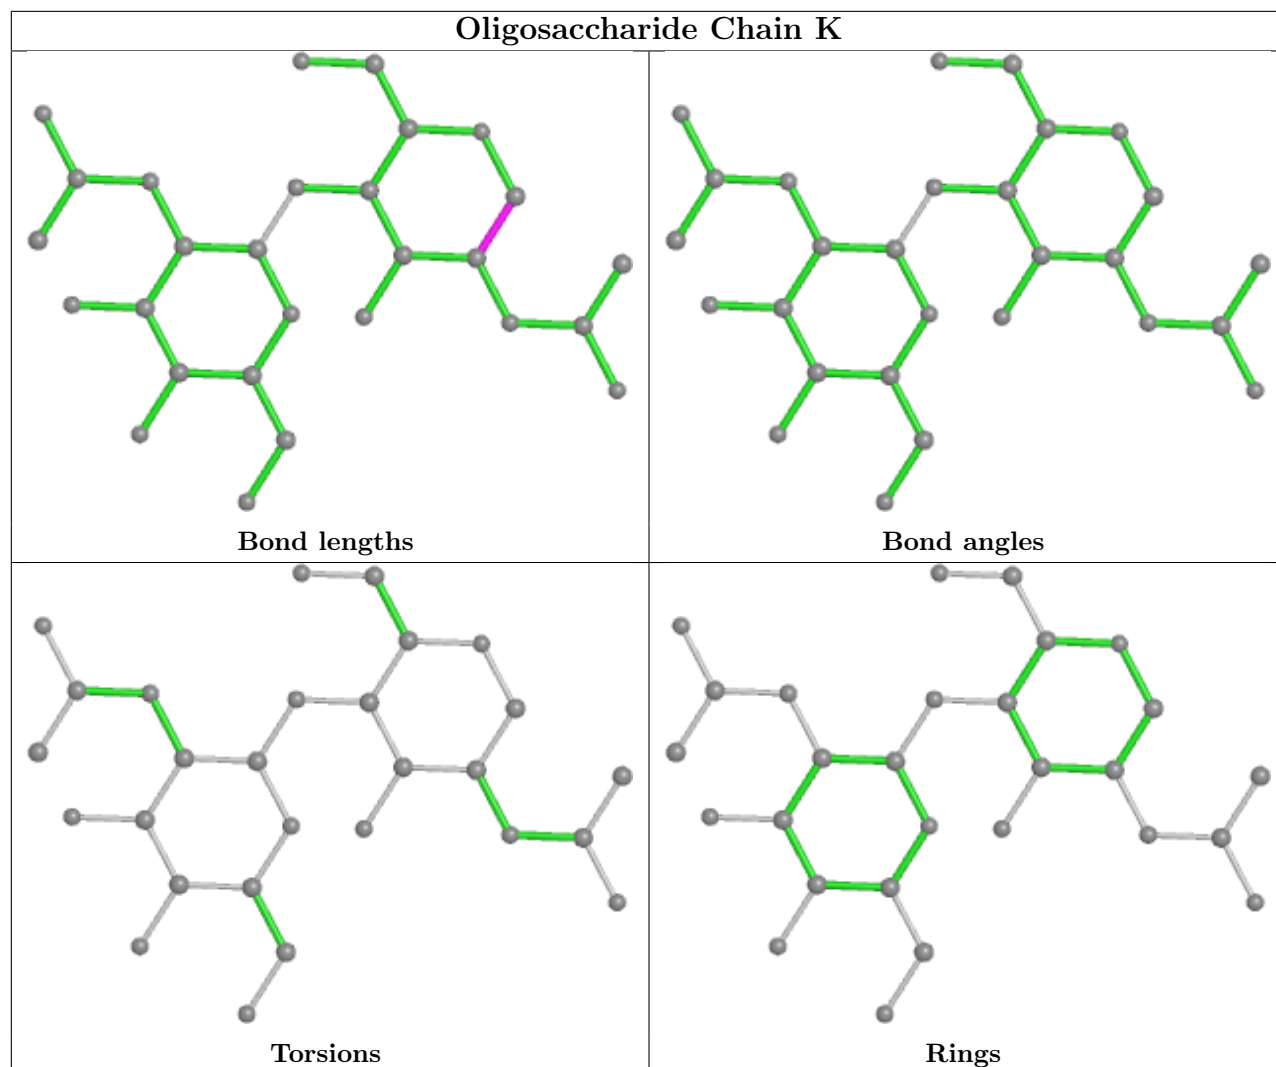 Oligosaccharide Chain K
Bond lengths
Bond angles
Torsions
Rings